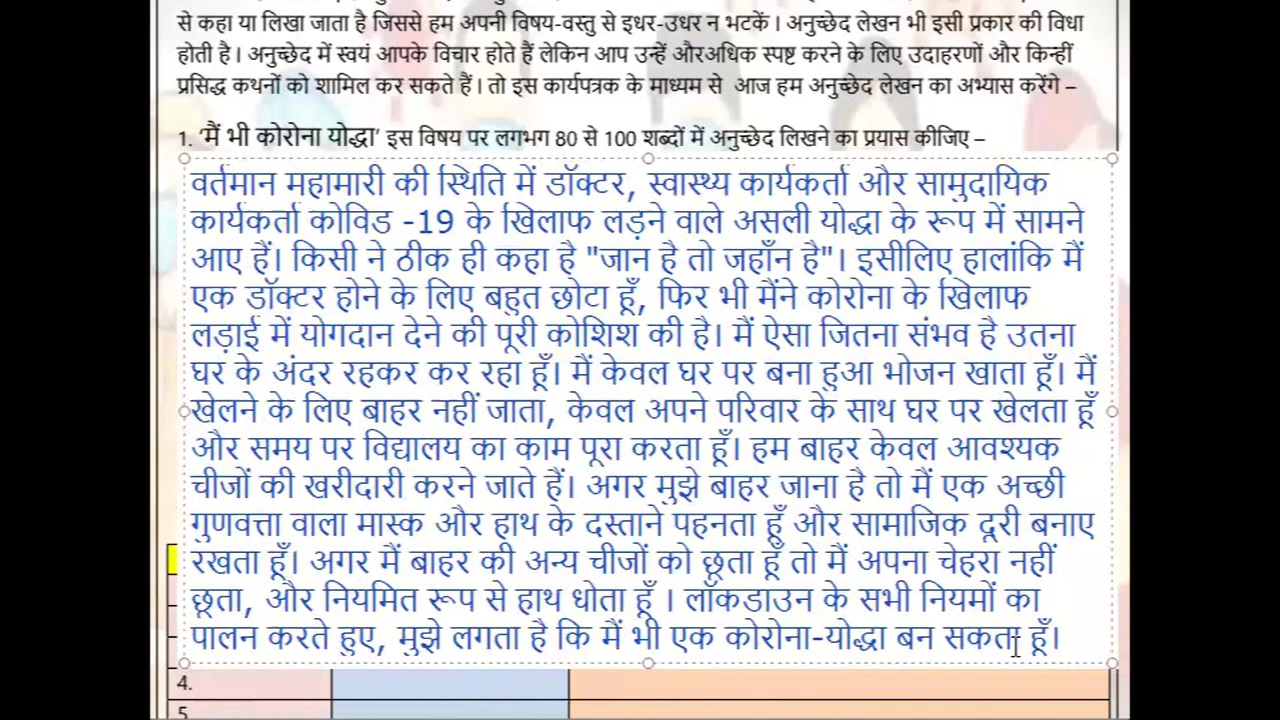 से कहा या लिखा जाता है जिससे हम अपनी विषय-वस्तु से इधर-उधर न भटकें । अनुच्छेद लेखन भी इसी प्रकार की विधा
होती है । अनुच्छेद में स्वयं आपके विचार होते हैं लेकिन आप उन्हें औरअधिक स्पष्ट करने के लिए उदाहरणों और किन्हीं
प्रसिद्ध कथनों को शामिल कर सकते हैं । तो इस कार्यपत्रक के माध्यम से आज हम अनुच्छेद लेखन का अभ्यास करेंगे –
1. 'मैं भी कोरोना योद्धा' इस विषय पर लगभग 80 से 100 शब्दों में अनुच्छेद लिखने का प्रयास कीजिए –
वर्तमान महामारी की स्थिति में डॉक्टर, स्वास्थ्य कार्यकर्ता और सामुदायिक
कार्यकर्ता कोविड -19 के खिलाफ लड़ने वाले असली योद्धा के रूप में सामने
आए हैं। किसी ने ठीक ही कहा है "जान है तो जहाँन है"। इसीलिए हालांकि मैं
एक डॉक्टर होने के लिए बहुत छोटा हूँ, फिर भी मैंने कोरोना के खिलाफ
लड़ाई में योगदान देने की पूरी कोशिश की है। मैं ऐसा जितना संभव है उतना
घर के अंदर रहकर कर रहा हूँ। मैं केवल घर पर बना हुआ भोजन खाता हूँ। मैं
खेलने के लिए बाहर नहीं जाता, केवल अपने परिवार के साथ घर पर खेलता हूँ
और समय पर विद्यालय का काम पूरा करता हूँ। हम बाहर केवल आवश्यक
चीजों की खरीदारी करने जाते हैं। अगर मुझे बाहर जाना है तो मैं एक अच्छी
गुणवत्ता वाला मास्क और हाथ के दस्ताने पहनता हूँ और सामाजिक दूरी बनाए
रखता हूँ। अगर मैं बाहर की अन्य चीजों को छूता हूँ तो मैं अपना चेहरा नहीं
छूता, और नियमित रूप से हाथ धोता हूँ । लॉकडाउन के सभी नियमों का
पालन करते हुए, मुझे लगता है कि मैं भी एक कोरोना-योद्धा बन सकता हूँ।
4.
5